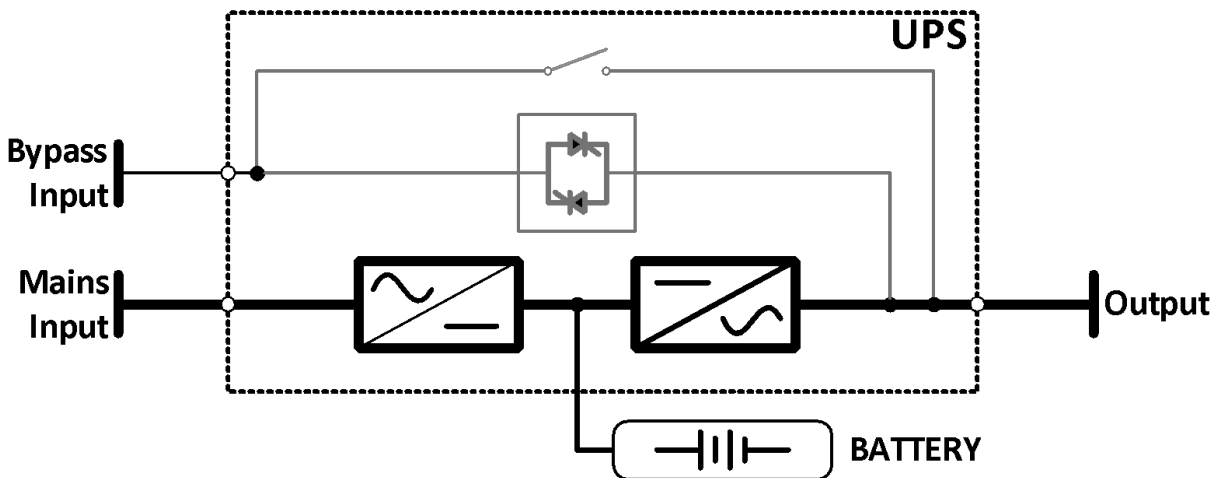 UPS
Bypass
Input
Mains
Input
Output
BATTERY